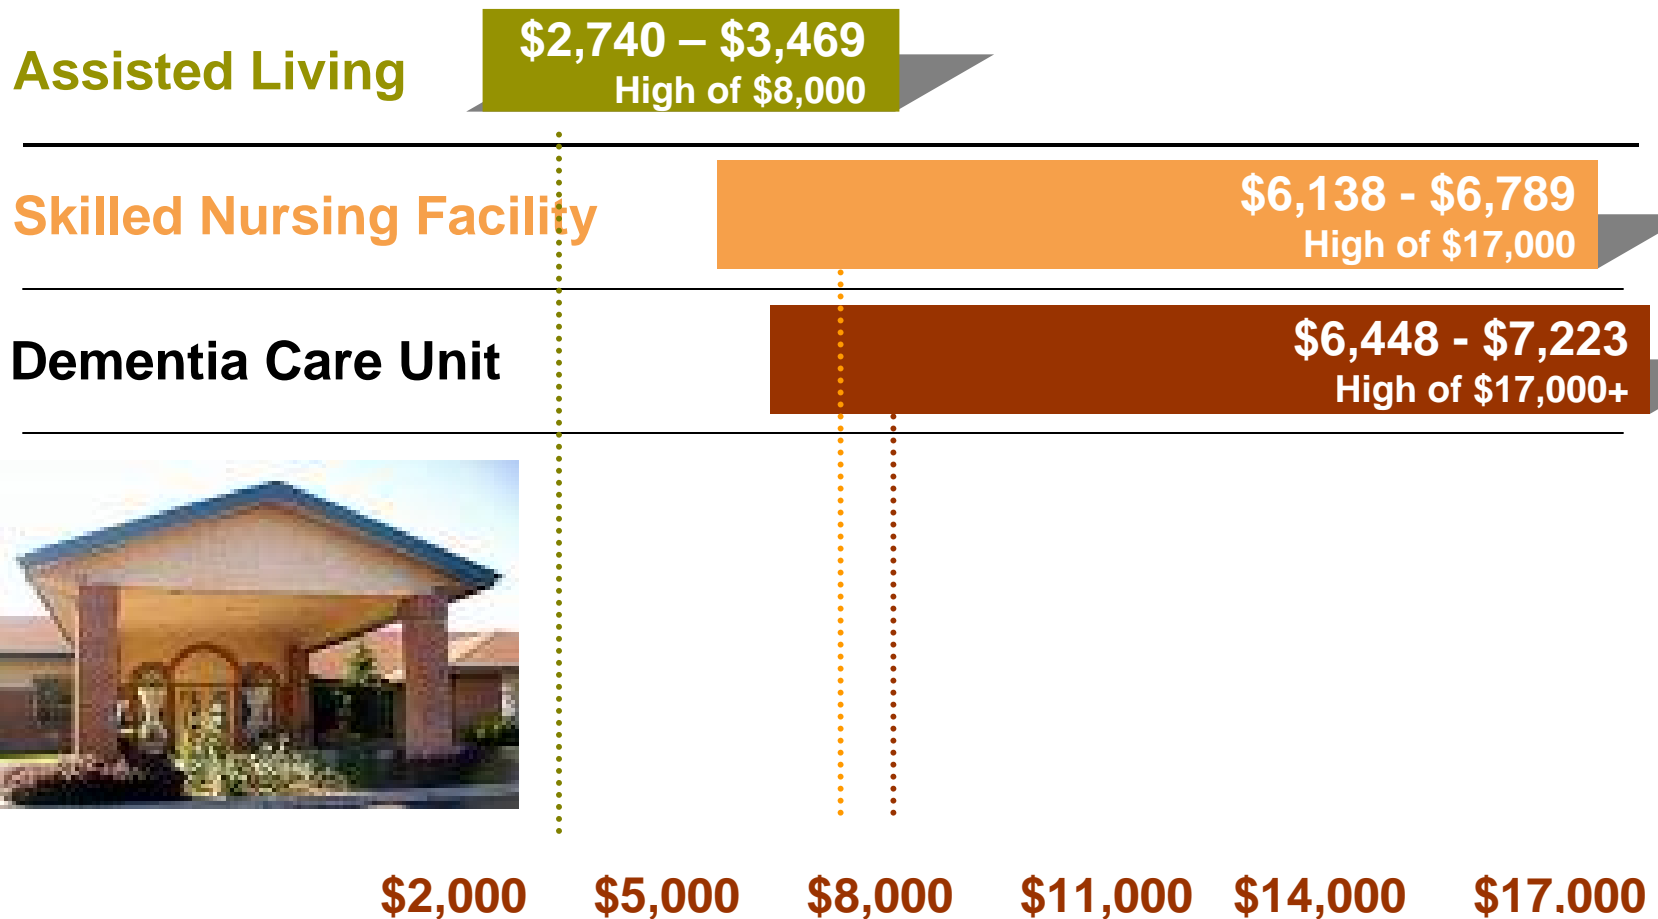 Assisted Living
$2,740 – $3,469
High of $8,000
Skilled Nursing Facility
$6,138 - $6,789
High of $17,000
Dementia Care Unit
$6,448 - $7,223
High of $17,000+
$2,000 $5,000 $8,000 $11,000 $14,000 $17.000